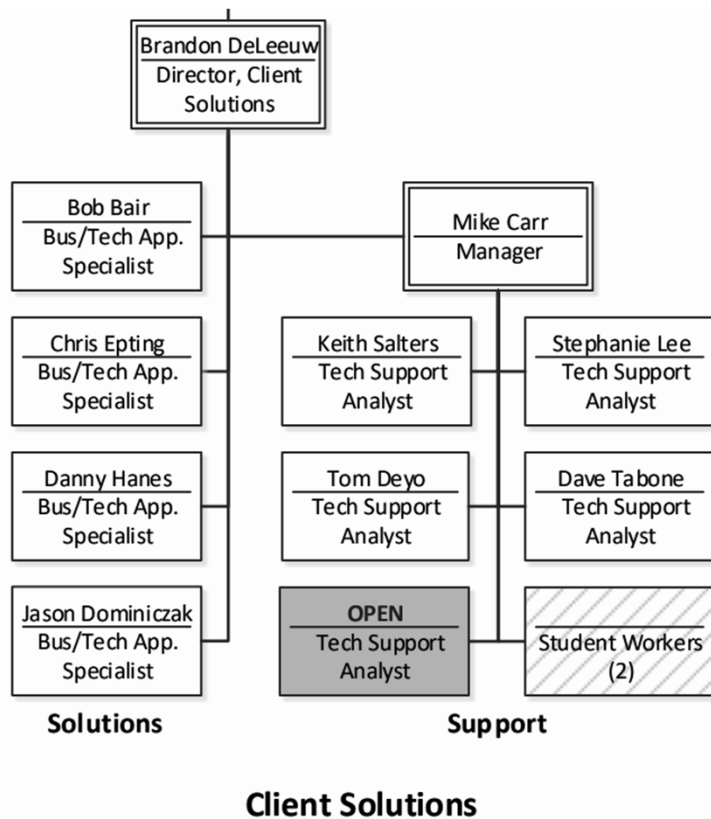 Brandon DeLeeuw
Director, Client
Solutions
Bob Bair
Bus/Tech App.
Specialist
Mike Carr
Manager
Chris Epting
Bus/Tech App.
Specialist
Keith Salters
Tech Support
Analyst
Stephanie Lee
Tech Support
Analyst
Danny Hanes
Bus/Tech App.
Specialist
Tom Deyo
Tech Support
Analyst
Dave Tabone
Tech Support
Analyst
Jason Dominiczak
Bus/Tech App.
Specialist
OPEN
Tech Support
Analyst
Student Workers
(2)
Solutions
Support
Client Solutions